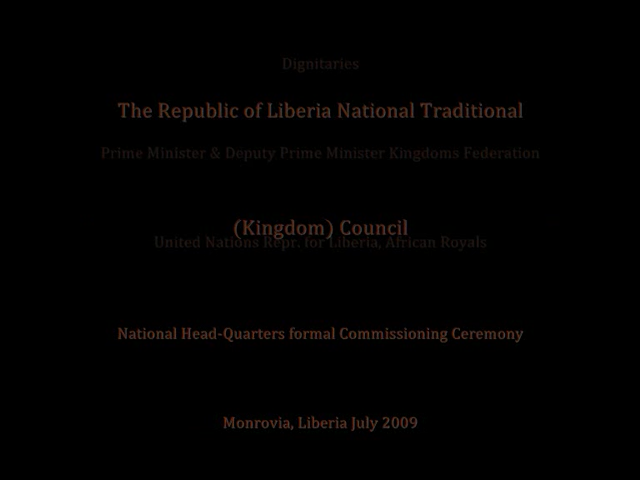 Dignitaries
The Republic of Liberia National Traditional
Prime Minister & Deputy Prime Minister Kingdoms Federation
(Kingdom) Council
United Nations Repr. for Liberia, African Royals
National Head-Quarters formal Commissioning Ceremony
Monrovia, Liberia July 2009